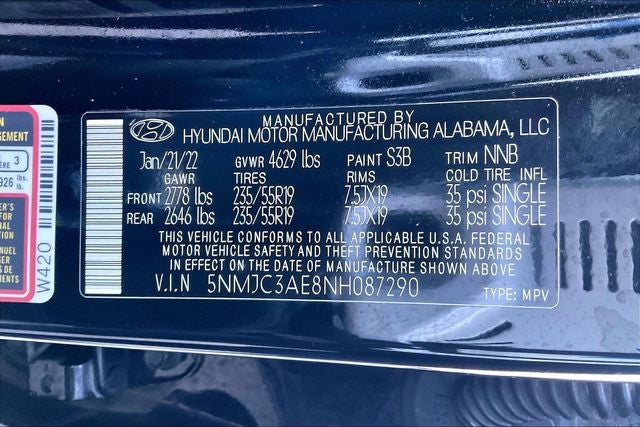 MANUFACTURED BY
HYUNDAI MOTOR MANUFACTURING ALABAMA, LLC
Jan/21/22 GVWR 4629 lbs PAINT S3B TRIM NNB
GAWR TIRES RIMS COLD TIRE INFL
FRONT 2778 lbs 235/55R19 7.5JX19 35 psi SINGLE
REAR 2646 lbs 235/55R19 7.5JX19 35 psi SINGLE
THIS VEHICLE CONFORMS TO ALL APPLICABLE U.S.A. FEDERAL
MOTOR VEHICLE SAFETY AND THEFT PREVENTION STANDARDS
IN EFFECT ON THE DATE OF MANUFACTURE SHOWN ABOVE
V.I.N 5NMJC3AE8NH087290 TYPE: MPV
W420
3
926 lbs.